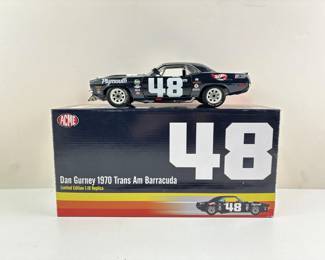 Plymouth
48
ACME
48
Dan Gurney 1970 Trans Am Barracuda
Limited Edition 1:18 Replica
48